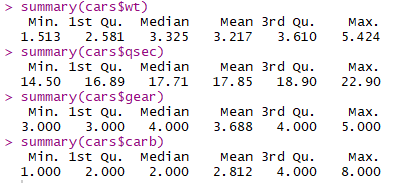 > summary(cars$wt)
   Min. 1st Qu.  Median    Mean 3rd Qu.    Max.
  1.513   2.581   3.325   3.217   3.610   5.424
> summary(cars$qsec)
   Min. 1st Qu.  Median    Mean 3rd Qu.    Max.
  14.50   16.89   17.71   17.85   18.90   22.90
> summary(cars$gear)
   Min. 1st Qu.  Median    Mean 3rd Qu.    Max.
  3.000   3.000   4.000   3.688   4.000   5.000
> summary(cars$carb)
   Min. 1st Qu.  Median    Mean 3rd Qu.    Max.
  1.000   2.000   2.000   2.812   4.000   8.000